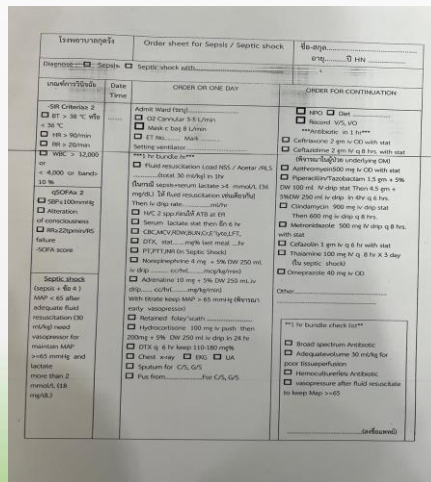 โรงพยาบาลกุดรัง
Order sheet for Sepsis / Septic shock
ชื่อ-สกุล
อายุ ปี HN
Diagnose : Sepsis Septic shock with
เกณฑ์การวินิจฉัย
Date Time
ORDER OR ONE DAY
ORDER FOR CONTINUATION
-SIR Criteria≥ 2
BT > 38 °C หรือ
< 36 °C
HR > 90/min
RR > 20/min
WBC > 12,000
or
< 4,000 or band>
10 %
qSOFA≥ 2
SBP≤100mmHg
Alteration
of consciousness
RR≥22tpmin/RS
failure
-SOFA score
Septic shock
(sepsis + ข้อ 4 )
MAP < 65 after
adequate fluid
resuscitation (30
ml/kg) need
vasopressor for
maintain MAP
>=65 mmHg and
lactate
more than 2
mmol/L (18
mg/dL)
Admit Ward (ระบุ)
O2 Cannular 3-5 L/min
Mask c bag 8 L/min
ET No. Mark
Setting ventilator
***1 hr bundle ***
Fluid resuscitation Load NSS / Acetar /RLS
(total 30 ml/kg) in 1hr
(ในกรณี sepsis+serum lactate >4 mmol/L (36
mg/dL) ให้ fluid resuscitation เช่นเดียวกัน)
Then iv drip rate ml/hr
H/C 2 spp.ก่อนให้ ATB at ER
Serum lactate stat then อีก 6 hr
CBC,MCV,RDW,BUN,Cr,E'lyte,LFT,
DTX, stat mg% last meal hr
PT,PTT,INR (in Septic Shock)
Norepinephrine 4 mg + 5% DW 250 ml
iv drip cc/hr( mcg/kg/min)
Adrenaline 10 mg + 5% DW 250 ml iv
drip cc/hr( mg/kg/min)
With titrate keep MAP > 65 mmHg (พิจารณา
early vasopressor)
Retained foley'scath
Hydrocortisone 100 mg iv push then
200mg + 5% DW 250 ml iv drip in 24 hr
DTX q 6 hr keep 110-180 mg%
Chest x-ray EKG UA
Sputum for C/S, G/S
Pus from For C/S, G/S
NPO Diet
Record V/S, I/O
***Antibiotic in 1 hr***
Ceftriaxone 2 gm iv OD with stat
Ceftazidime 2 gm iv q 8 hrs with stat
(พิจารณาในผู้ป่วย underlying DM)
Azithromycin500 mg iv OD with stat
Piperacillin/Tazobactam 1.5 gm + 5%
DW 100 ml IV drip stat Then 4.5 gm +
5%DW 250 ml iv drip in 4hr q 6 hrs.
Clindamycin 900 mg iv drip stat
Then 600 mg iv drip q 8 hrs.
Metronidazole 500 mg iv drip q 8 hrs.
with stat
Cefazolin 1 gm iv q 6 hr with stat
Thiamine 100 mg iv q 8 hr X 3 day
(in septic shock)
Omeprazole 40 mg iv OD
Other
**1 hr bundle check list**
Broad spectrum Antibiotic
Adequatevolume 30 ml/kg for
poor tissueperfusion
Hemocultureก่อน Antibiotic
vasopressure after fluid resuscitate
to keep Map >=65
(ลงชื่อแพทย์)